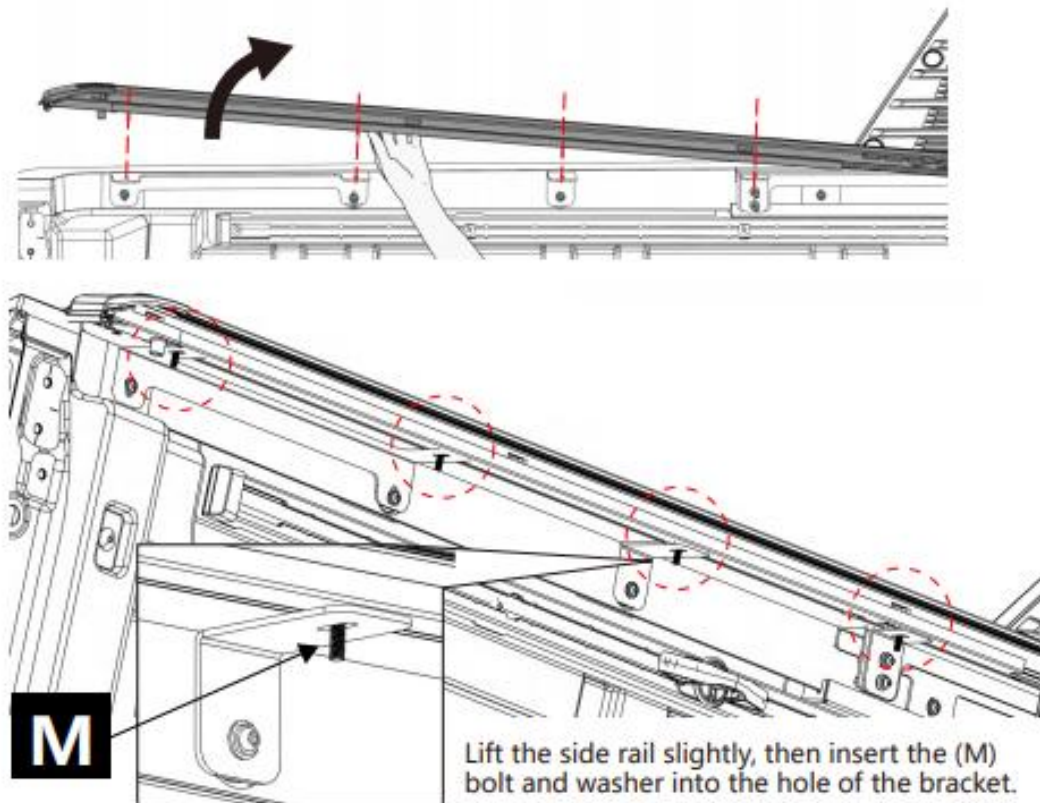 M
Lift the side rail slightly, then insert the (M)
bolt and washer into the hole of the bracket.